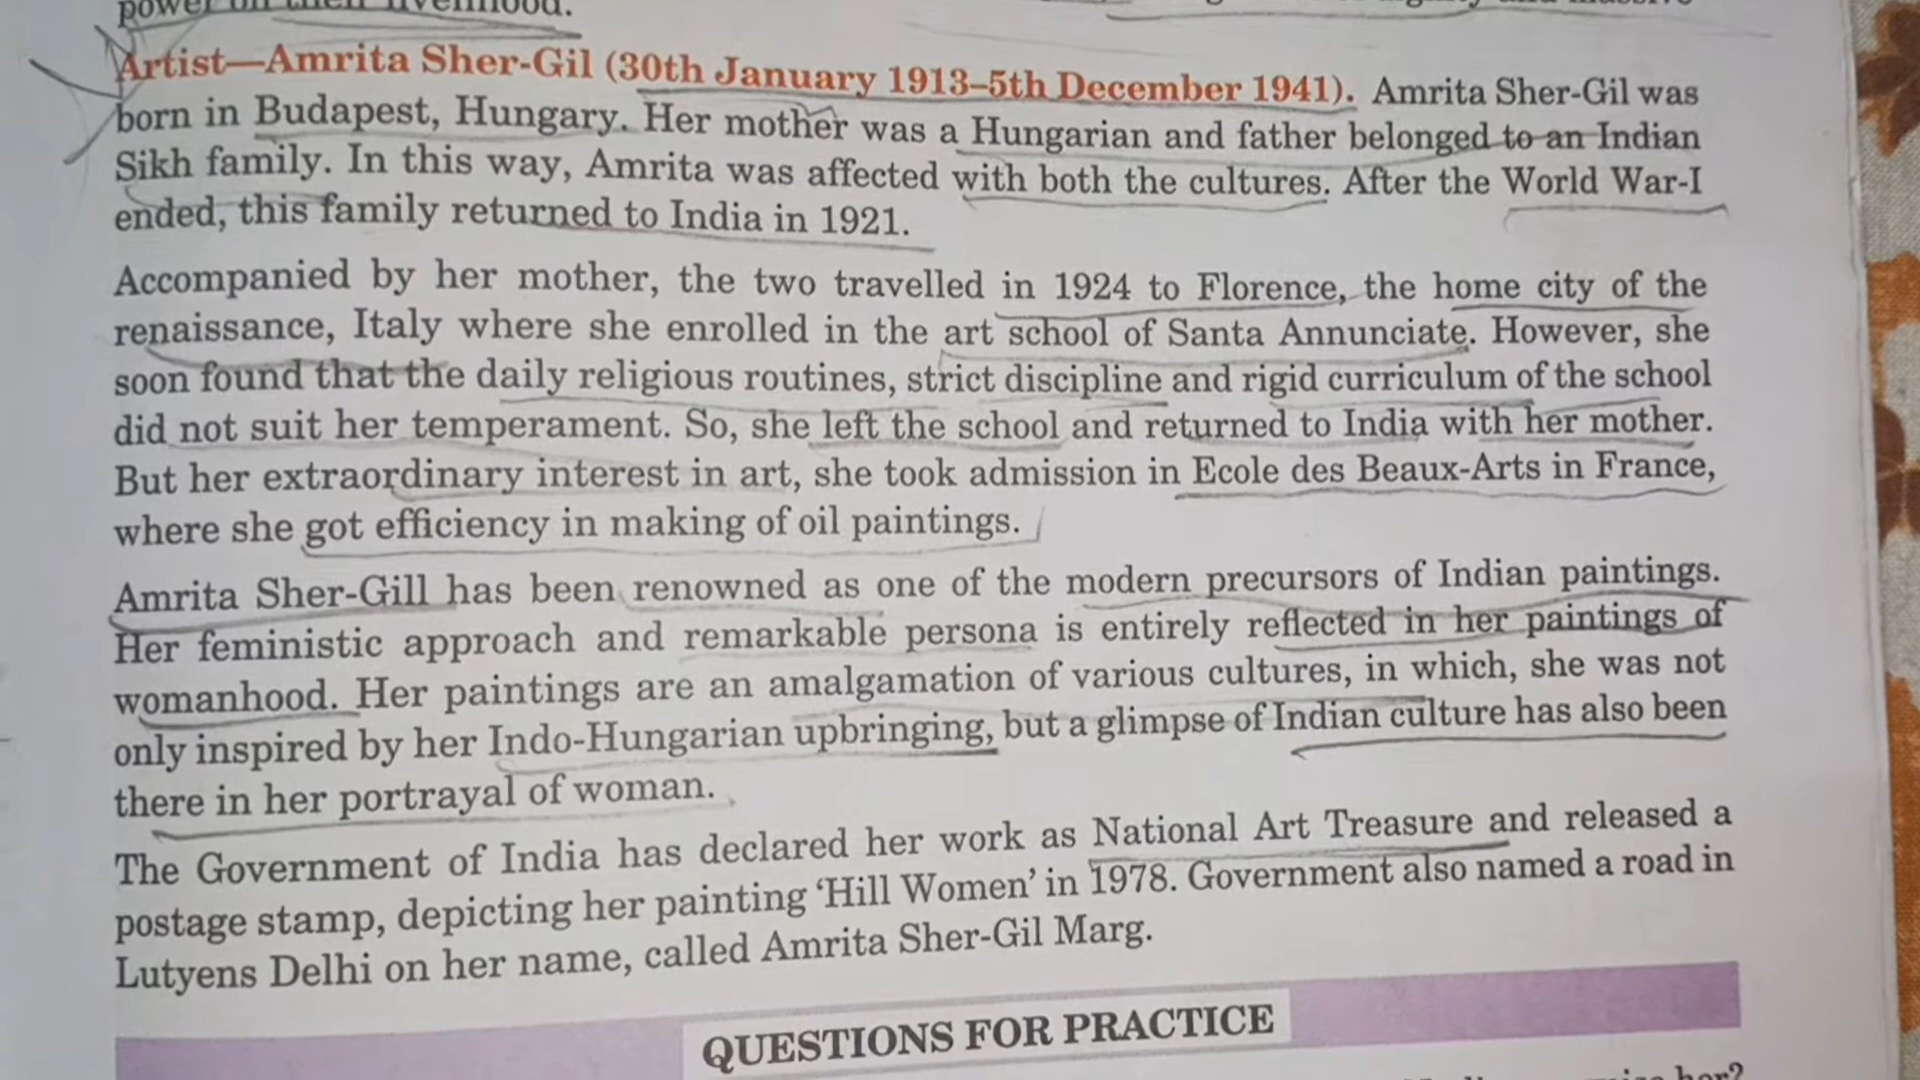 power on their livelihood.
Artist—Amrita Sher-Gil (30th January 1913–5th December 1941). Amrita Sher-Gil was
born in Budapest, Hungary. Her mother was a Hungarian and father belonged to an Indian
Sikh family. In this way, Amrita was affected with both the cultures. After the World War-I
ended, this family returned to India in 1921.
Accompanied by her mother, the two travelled in 1924 to Florence, the home city of the
renaissance, Italy where she enrolled in the art school of Santa Annunciate. However, she
soon found that the daily religious routines, strict discipline and rigid curriculum of the school
did not suit her temperament. So, she left the school and returned to India with her mother.
But her extraordinary interest in art, she took admission in Ecole des Beaux-Arts in France,
where she got efficiency in making of oil paintings.
Amrita Sher-Gill has been renowned as one of the modern precursors of Indian paintings.
Her feministic approach and remarkable persona is entirely reflected in her paintings of
womanhood. Her paintings are an amalgamation of various cultures, in which, she was not
only inspired by her Indo-Hungarian upbringing, but a glimpse of Indian culture has also been
there in her portrayal of woman.
The Government of India has declared her work as National Art Treasure and released a
postage stamp, depicting her painting ‘Hill Women’ in 1978. Government also named a road in
Lutyens Delhi on her name, called Amrita Sher-Gil Marg.
QUESTIONS FOR PRACTICE
her?